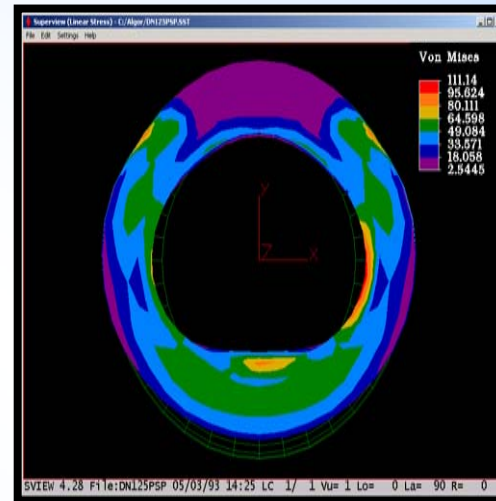 Superview (Linear Stress) - C:/Algor/DN125PSP.SST
File Edit Settings Help
Von Mises
111.14
95.624
80.111
64.598
49.084
33.571
18.058
2.5445
Y
Z X
SVIEW 4.28 File:DN125PSP 05/03/93 14:25 LC 1/ 1 Vu= 1 Lo= 0 La= 90 R= 0